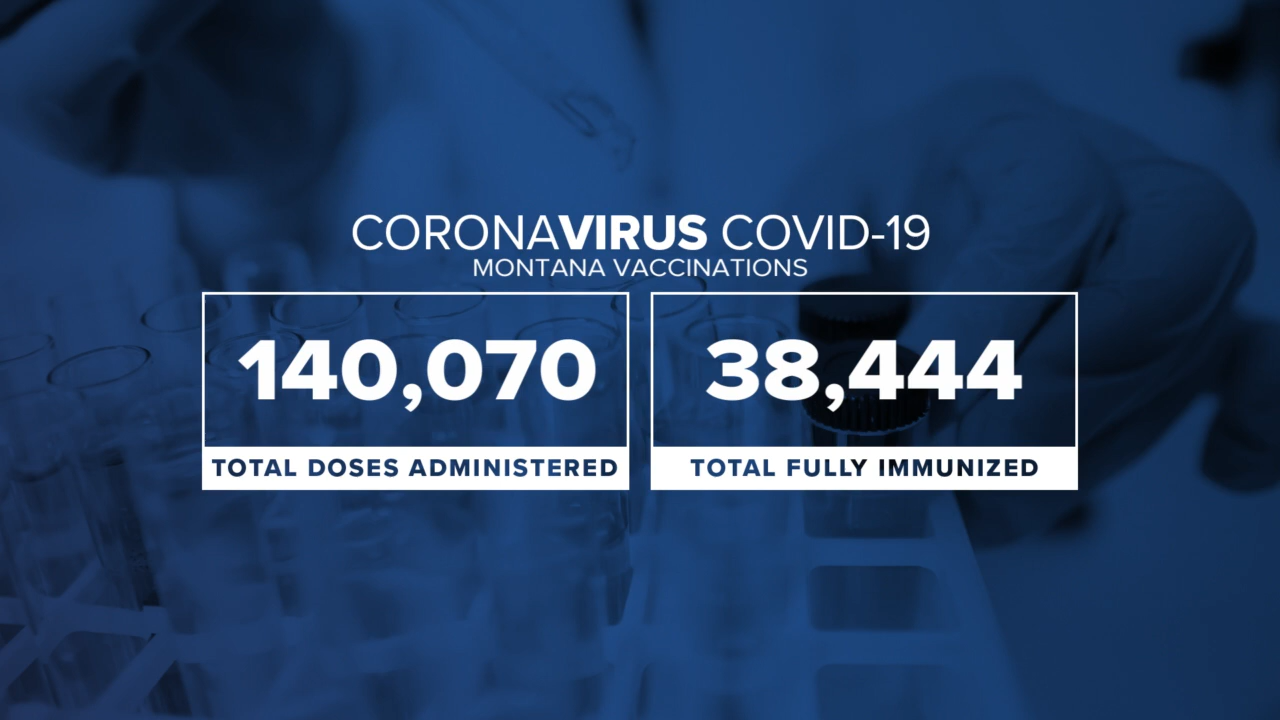 CORONAVIRUS COVID-19
MONTANA VACCINATIONS
140,070
TOTAL DOSES ADMINISTERED
38,444
TOTAL FULLY IMMUNIZED